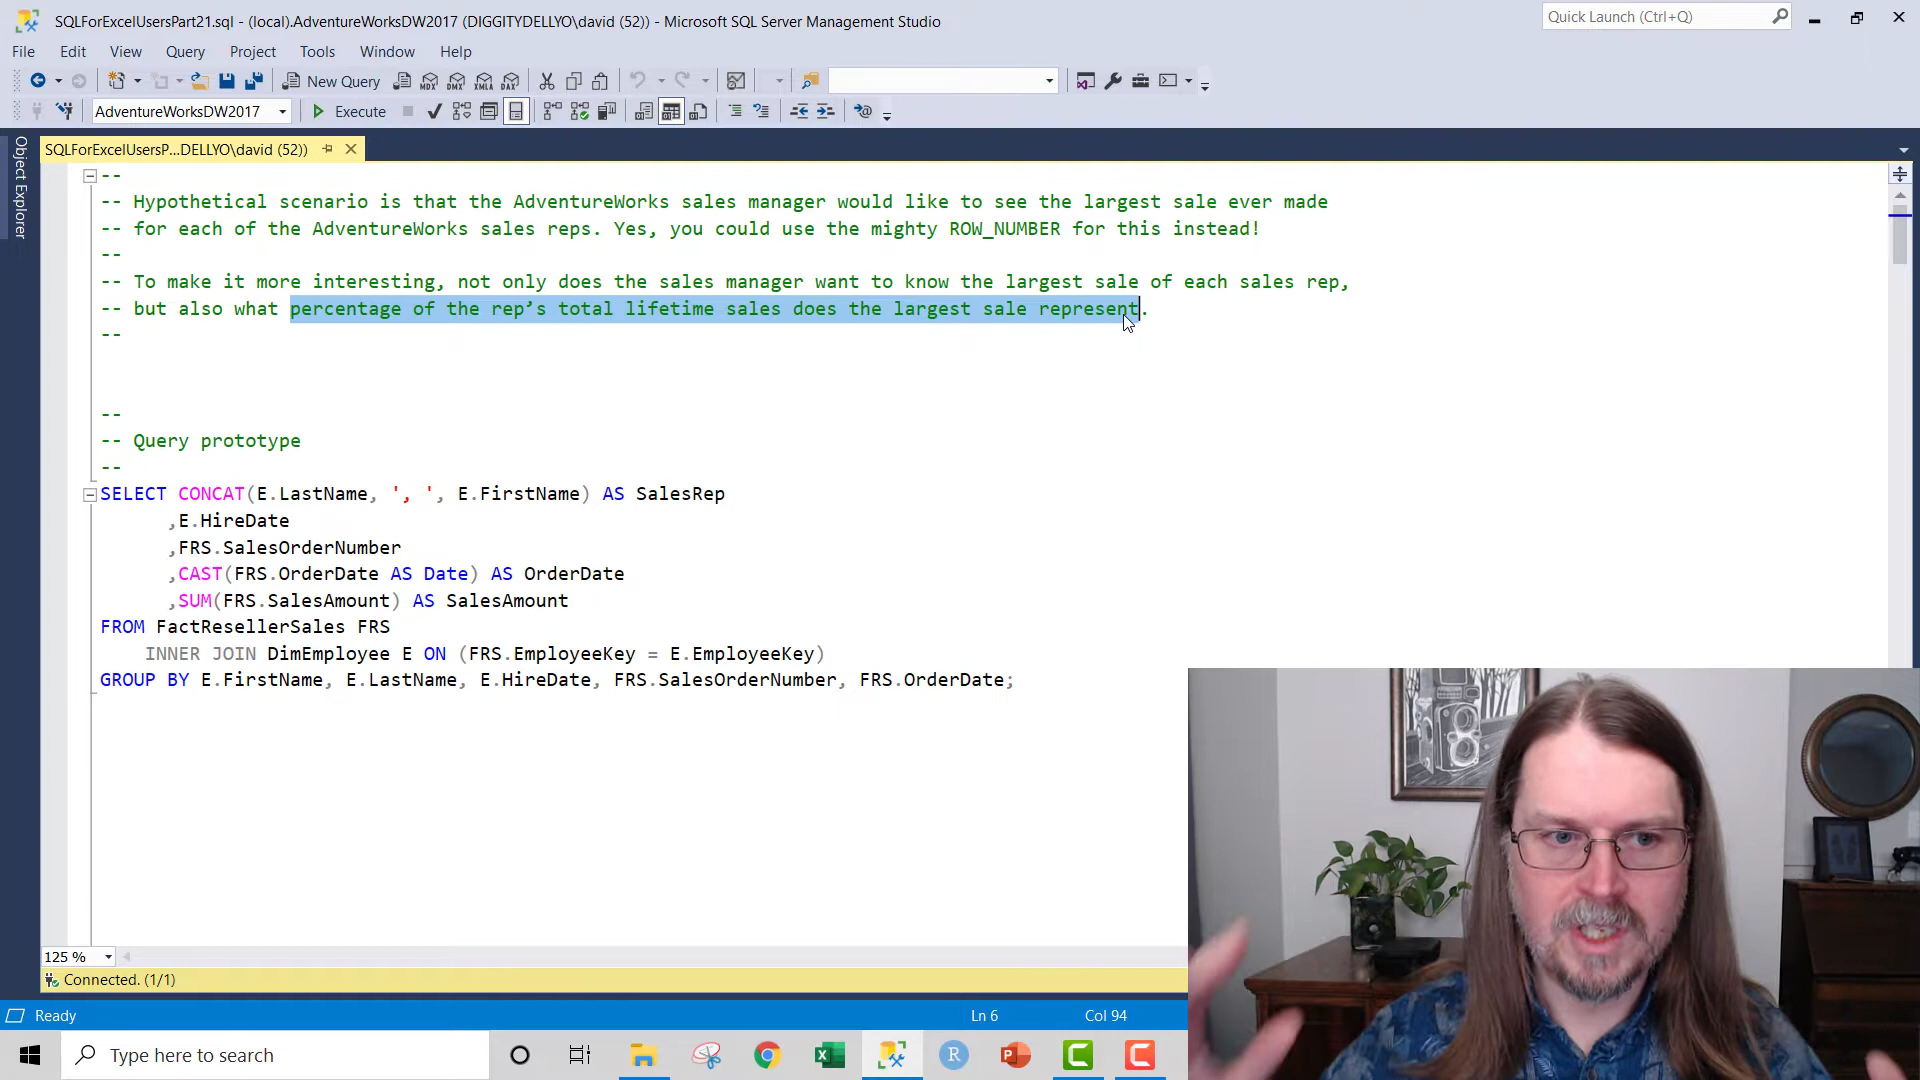 SQLForExcelUsersPart21.sql - (local).AdventureWorksDW2017 (DIGGITYDELLYO\david (52)) - Microsoft SQL Server Management Studio
Quick Launch (Ctrl+Q)
File Edit View Query Project Tools Window Help
New Query MDX DMX XMLA DAX
AdventureWorksDW2017 Execute
Object Explorer
SQLForExcelUsersP...DELLYO\david (52))
--
-- Hypothetical scenario is that the AdventureWorks sales manager would like to see the largest sale ever made
-- for each of the AdventureWorks sales reps. Yes, you could use the mighty ROW_NUMBER for this instead!
--
-- To make it more interesting, not only does the sales manager want to know the largest sale of each sales rep,
-- but also what percentage of the rep’s total lifetime sales does the largest sale represent.
--
--
-- Query prototype
--
SELECT CONCAT(E.LastName, ', ', E.FirstName) AS SalesRep
,E.HireDate
,FRS.SalesOrderNumber
,CAST(FRS.OrderDate AS Date) AS OrderDate
,SUM(FRS.SalesAmount) AS SalesAmount
FROM FactResellerSales FRS
INNER JOIN DimEmployee E ON (FRS.EmployeeKey = E.EmployeeKey)
GROUP BY E.FirstName, E.LastName, E.HireDate, FRS.SalesOrderNumber, FRS.OrderDate;
125 %
Connected. (1/1)
Ready Ln 6 Col 94
Type here to search